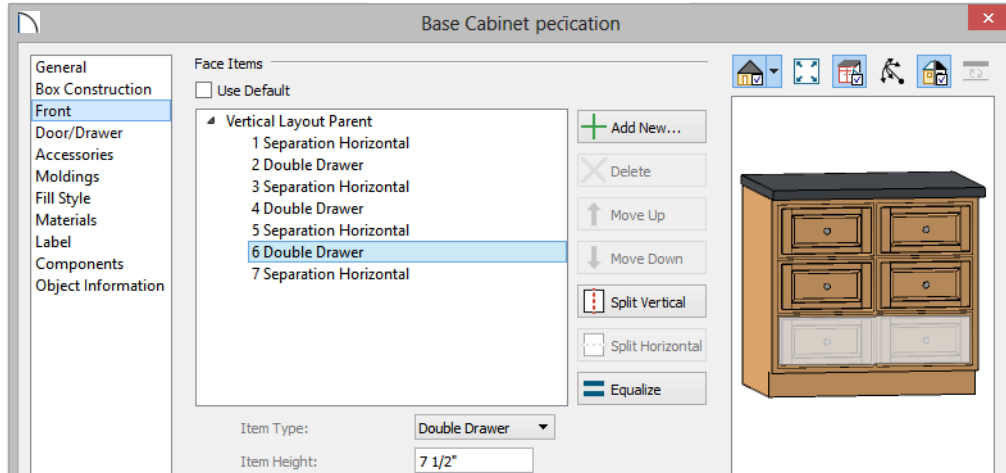 Base Cabinet pecification
General
Box Construction
Front
Door/Drawer
Accessories
Moldings
Fill Style
Materials
Label
Components
Object Information
Face Items
Use Default
Vertical Layout Parent
1 Separation Horizontal
2 Double Drawer
3 Separation Horizontal
4 Double Drawer
5 Separation Horizontal
6 Double Drawer
7 Separation Horizontal
Add New...
Delete
Move Up
Move Down
Split Vertical
Split Horizontal
Equalize
Item Type: Double Drawer
Item Height: 7 1/2"